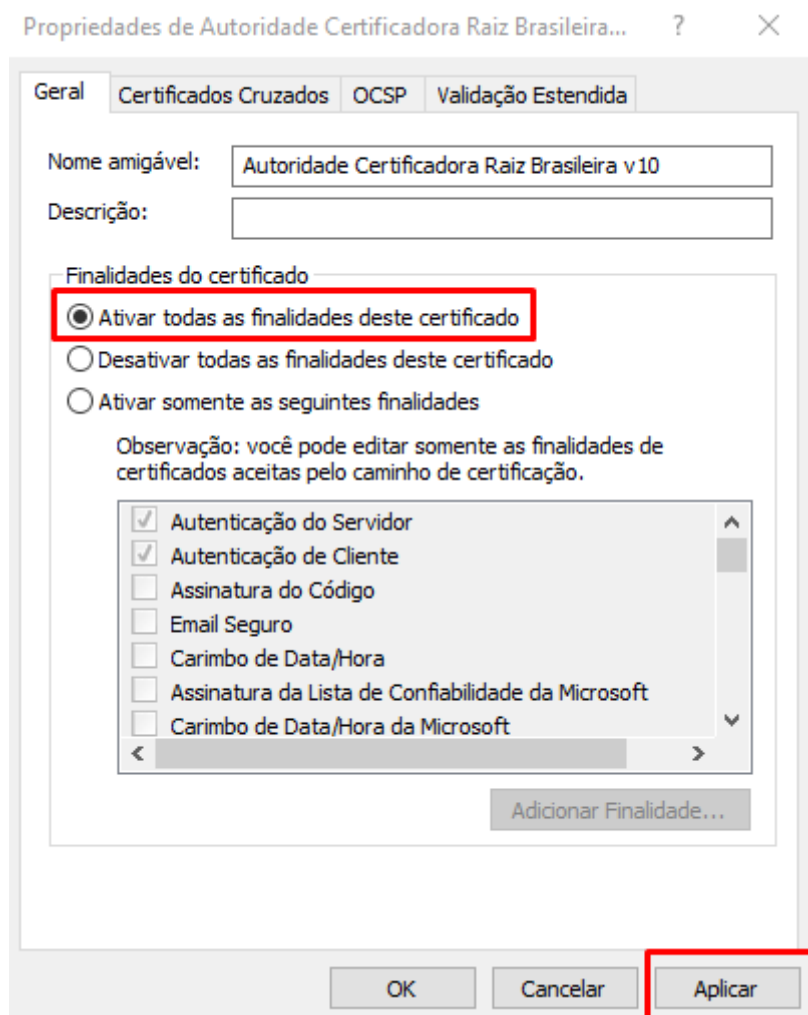 Propriedades de Autoridade Certificadora Raiz Brasileira... ?
Geral Certificados Cruzados OCSP Validação Estendida
Nome amigável: Autoridade Certificadora Raiz Brasileira v10
Descrição:
Finalidades do certificado
Ativar todas as finalidades deste certificado
Desativar todas as finalidades deste certificado
Ativar somente as seguintes finalidades
Observação: você pode editar somente as finalidades de
certificados aceitas pelo caminho de certificação.
Autenticação do Servidor
Autenticação de Cliente
Assinatura do Código
Email Seguro
Carimbo de Data/Hora
Assinatura da Lista de Confiabilidade da Microsoft
Carimbo de Data/Hora da Microsoft
Adicionar Finalidade...
OK Cancelar Aplicar